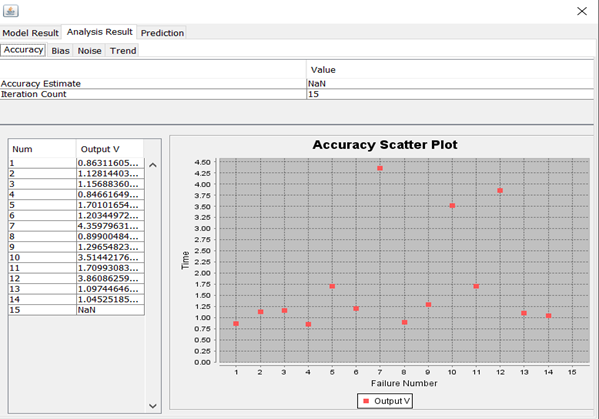 Model Result Analysis Result Prediction
Accuracy Bias Noise Trend
Value
Accuracy Estimate NaN
Iteration Count 15
Num Output V
1 0.86311605...
2 1.12814403...
3 1.15688360...
4 0.84661649...
5 1.70101654...
6 1.20344972...
7 4.35979631...
8 0.89900484...
9 1.29654823...
10 3.51442176...
11 1.70993083...
12 3.86086259...
13 1.09744646...
14 1.04525185...
15 NaN
Accuracy Scatter Plot
4.50
4.25
4.00
3.75
3.50
3.25
3.00
2.75
2.50
2.25
2.00
1.75
1.50
1.25
1.00
0.75
0.50
0.25
0.00
Time
1 2 3 4 5 6 7 8 9 10 11 12 13 14 15
Failure Number
Output V